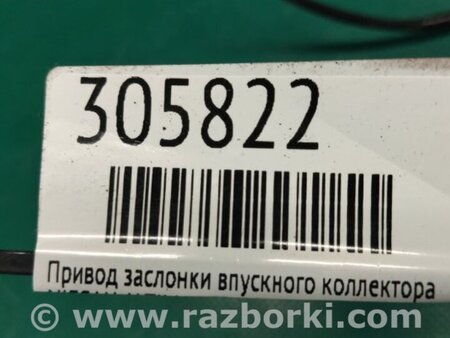 305822
Привод заслонки впускного коллектора
www.razborki.com